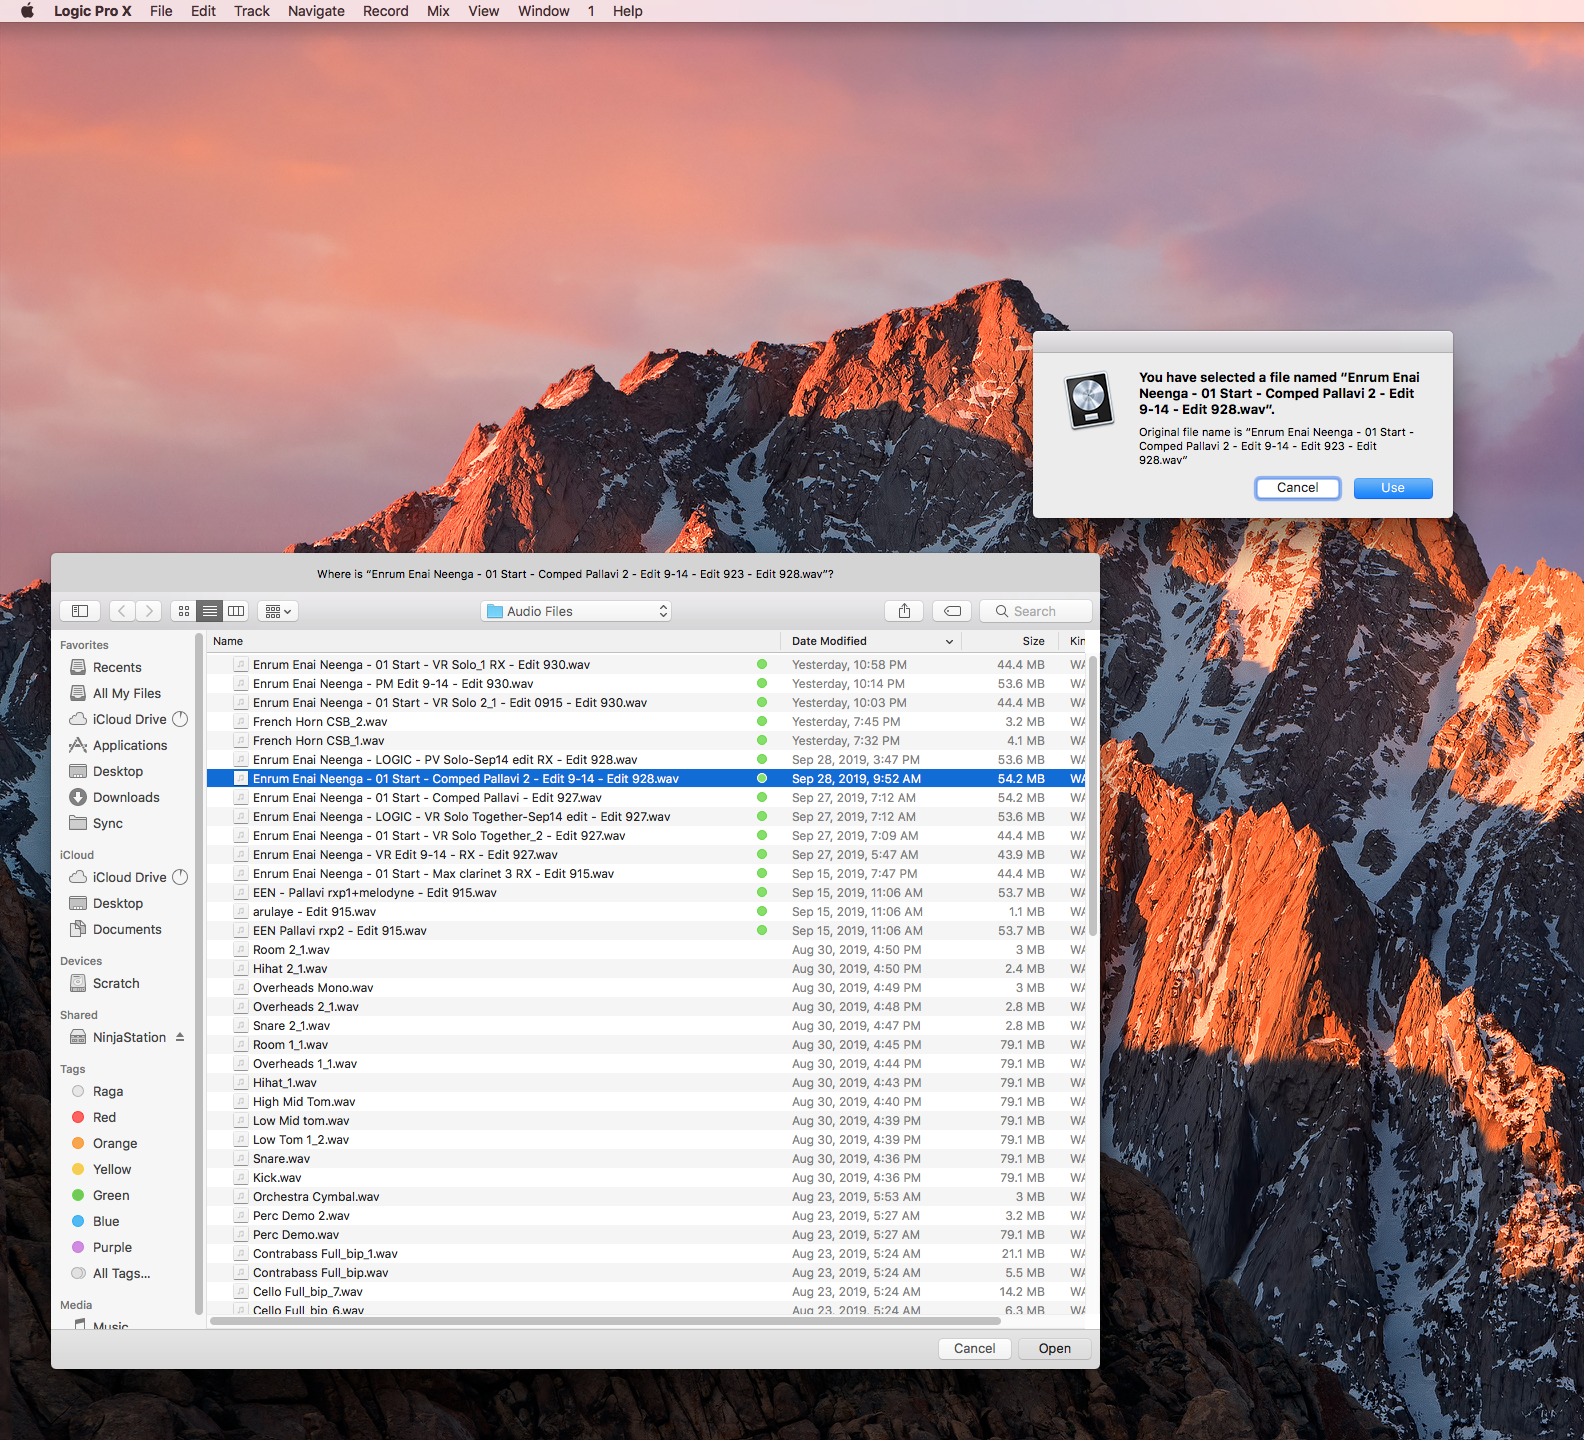 Logic Pro X File Edit Track Navigate Record Mix View Window 1 Help
You have selected a file named “Enrum Enai
Neenga - 01 Start - Comped Pallavi 2 - Edit
9-14 - Edit 928.wav”.
Original file name is “Enrum Enai Neenga - 01 Start -
Comped Pallavi 2 - Edit 9-14 - Edit 923 - Edit
928.wav”
Cancel Use
Where is “Enrum Enai Neenga - 01 Start - Comped Pallavi 2 - Edit 9-14 - Edit 923 - Edit 928.wav”?
Audio Files
Search
Favorites
Recents
All My Files
iCloud Drive
Applications
Desktop
Downloads
Sync
iCloud
iCloud Drive
Desktop
Documents
Devices
Scratch
Shared
NinjaStation
Tags
Raga
Red
Orange
Yellow
Green
Blue
Purple
All Tags...
Media
Music
Name Date Modified Size Kin
Enrum Enai Neenga - 01 Start - VR Solo_1 RX - Edit 930.wav Yesterday, 10:58 PM 44.4 MB WA
Enrum Enai Neenga - PM Edit 9-14 - Edit 930.wav Yesterday, 10:14 PM 53.6 MB WA
Enrum Enai Neenga - 01 Start - VR Solo 2_1 - Edit 0915 - Edit 930.wav Yesterday, 10:03 PM 44.4 MB WA
French Horn CSB_2.wav Yesterday, 7:45 PM 3.2 MB WA
French Horn CSB_1.wav Yesterday, 7:32 PM 4.1 MB WA
Enrum Enai Neenga - LOGIC - PV Solo-Sep14 edit RX - Edit 928.wav Sep 28, 2019, 3:47 PM 53.6 MB WA
Enrum Enai Neenga - 01 Start - Comped Pallavi 2 - Edit 9-14 - Edit 928.wav Sep 28, 2019, 9:52 AM 54.2 MB WA
Enrum Enai Neenga - 01 Start - Comped Pallavi - Edit 927.wav Sep 27, 2019, 7:12 AM 54.2 MB WA
Enrum Enai Neenga - LOGIC - VR Solo Together-Sep14 edit - Edit 927.wav Sep 27, 2019, 7:12 AM 53.6 MB WA
Enrum Enai Neenga - 01 Start - VR Solo Together_2 - Edit 927.wav Sep 27, 2019, 7:09 AM 44.4 MB WA
Enrum Enai Neenga - VR Edit 9-14 - RX - Edit 927.wav Sep 27, 2019, 5:47 AM 43.9 MB WA
Enrum Enai Neenga - 01 Start - Max clarinet 3 RX - Edit 915.wav Sep 15, 2019, 7:47 PM 44.4 MB WA
EEN - Pallavi rxp1+melodyne - Edit 915.wav Sep 15, 2019, 11:06 AM 53.7 MB WA
arulaye - Edit 915.wav Sep 15, 2019, 11:06 AM 1.1 MB WA
EEN Pallavi rxp2 - Edit 915.wav Sep 15, 2019, 11:06 AM 53.7 MB WA
Room 2_1.wav Aug 30, 2019, 4:50 PM 3 MB WA
Hihat 2_1.wav Aug 30, 2019, 4:50 PM 2.4 MB WA
Overheads Mono.wav Aug 30, 2019, 4:49 PM 3 MB WA
Overheads 2_1.wav Aug 30, 2019, 4:48 PM 2.8 MB WA
Snare 2_1.wav Aug 30, 2019, 4:47 PM 2.8 MB WA
Room 1_1.wav Aug 30, 2019, 4:45 PM 79.1 MB WA
Overheads 1_1.wav Aug 30, 2019, 4:44 PM 79.1 MB WA
Hihat_1.wav Aug 30, 2019, 4:43 PM 79.1 MB WA
High Mid Tom.wav Aug 30, 2019, 4:40 PM 79.1 MB WA
Low Mid tom.wav Aug 30, 2019, 4:39 PM 79.1 MB WA
Low Tom 1_2.wav Aug 30, 2019, 4:39 PM 79.1 MB WA
Snare.wav Aug 30, 2019, 4:36 PM 79.1 MB WA
Kick.wav Aug 30, 2019, 4:36 PM 79.1 MB WA
Orchestra Cymbal.wav Aug 23, 2019, 5:53 AM 3 MB WA
Perc Demo 2.wav Aug 23, 2019, 5:27 AM 3.2 MB WA
Perc Demo.wav Aug 23, 2019, 5:27 AM 79.1 MB WA
Contrabass Full_bip_1.wav Aug 23, 2019, 5:24 AM 21.1 MB WA
Contrabass Full_bip.wav Aug 23, 2019, 5:24 AM 5.5 MB WA
Cello Full_bip_7.wav Aug 23, 2019, 5:24 AM 14.2 MB WA
Cello Full_bip_6.wav Aug 23, 2019, 5:24 AM 6.3 MB WA
Cancel Open